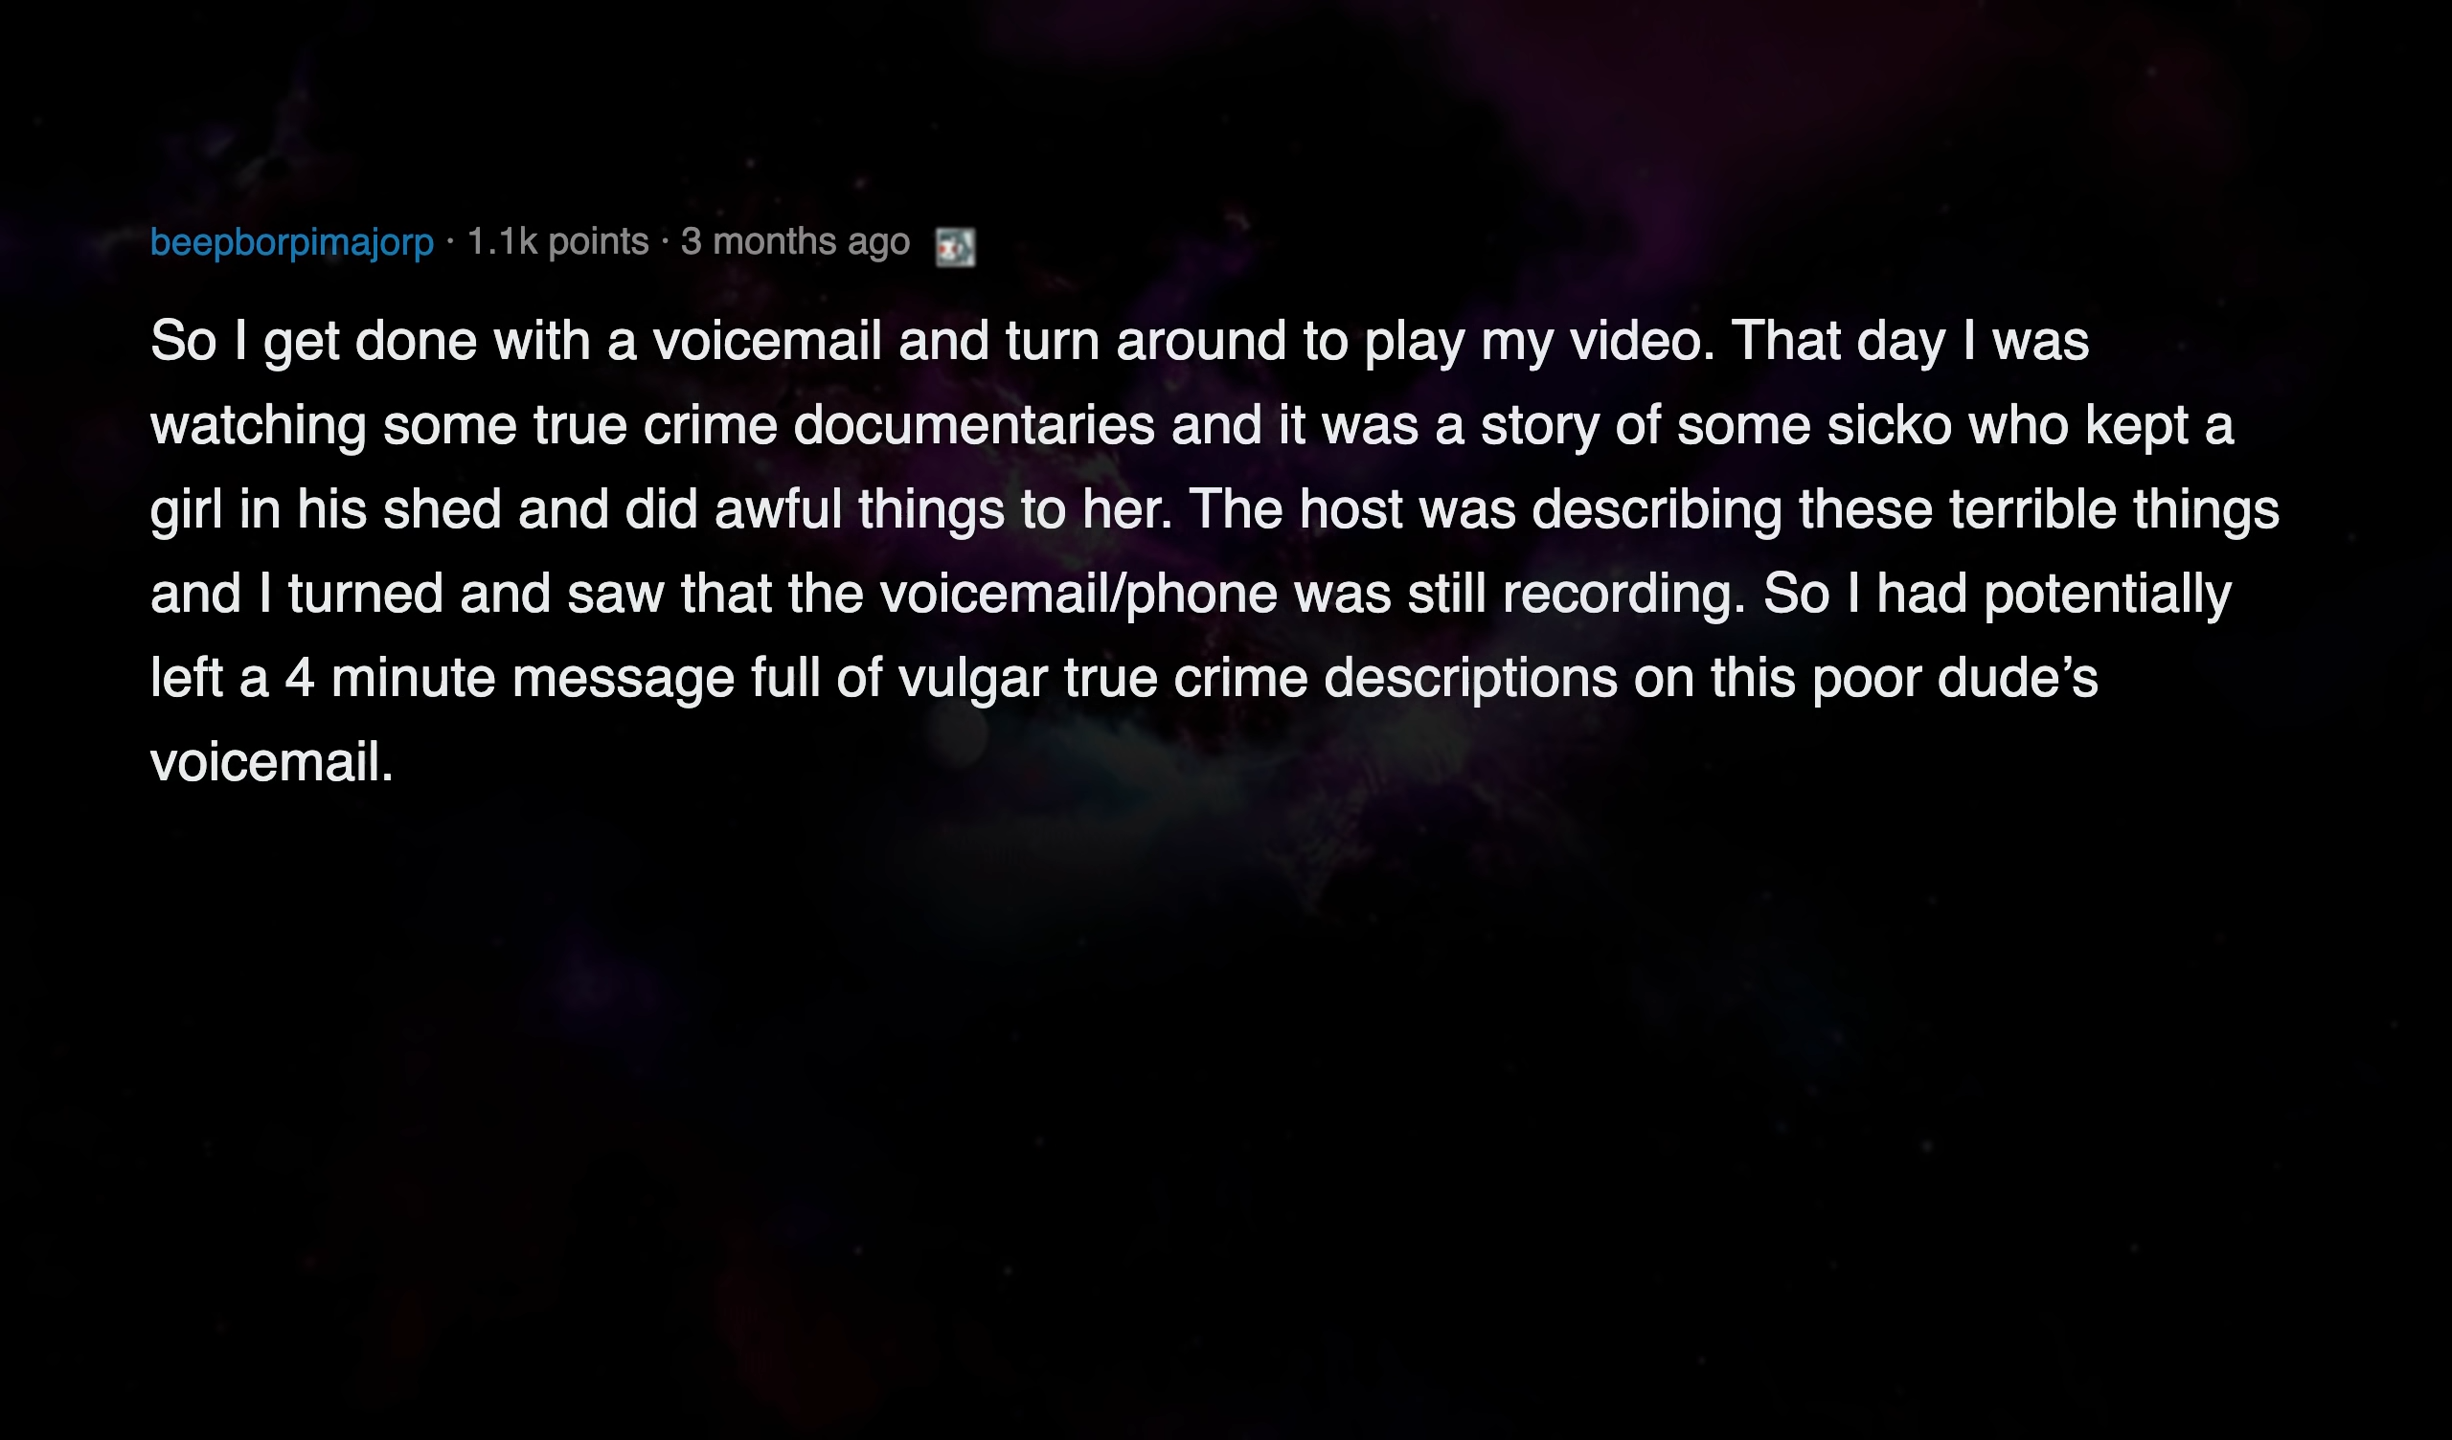 beepborpimajorp · 1.1k points · 3 months ago
So I get done with a voicemail and turn around to play my video. That day I was
watching some true crime documentaries and it was a story of some sicko who kept a
girl in his shed and did awful things to her. The host was describing these terrible things
and I turned and saw that the voicemail/phone was still recording. So I had potentially
left a 4 minute message full of vulgar true crime descriptions on this poor dude’s
voicemail.